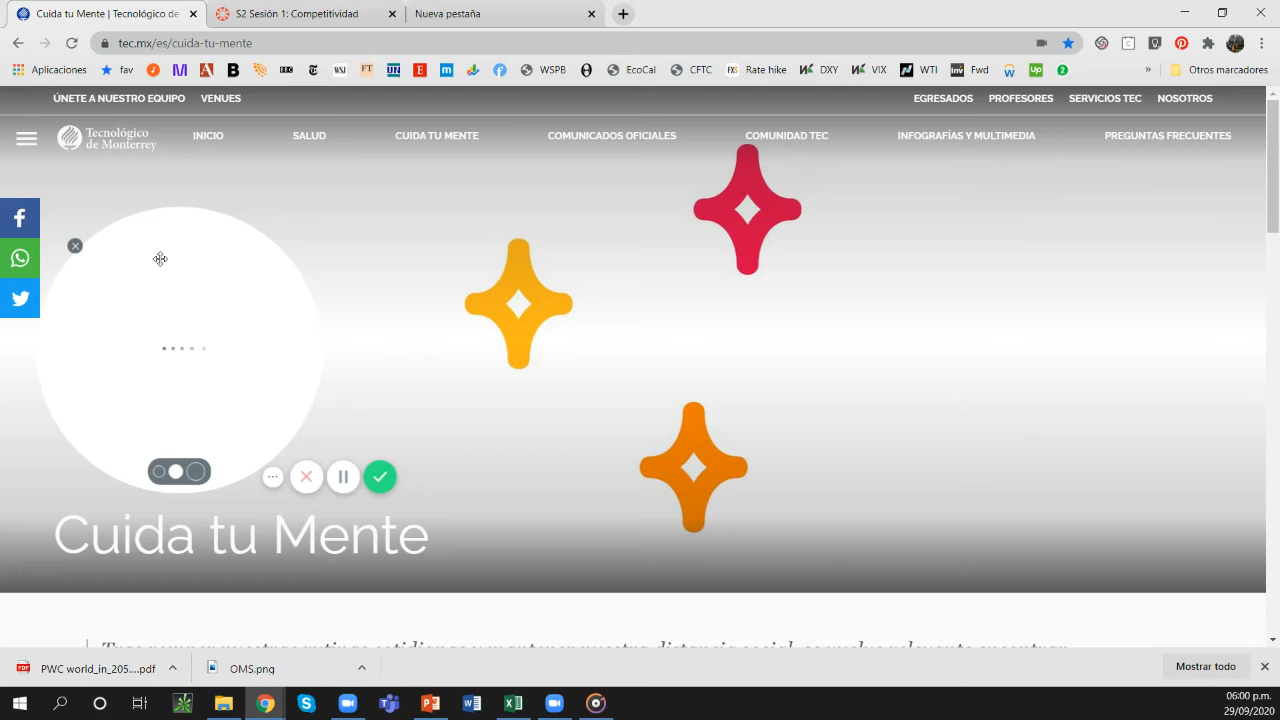 Cuida tu Mente | Tecnológico de
S2 Sesión 1: Competitividad
Nueva pestaña
tec.mx/es/cuida-tu-mente
Aplicaciones fav WSPB EcoCal CFTC Rate hike DXY VIX WTI Fwd Otros marcadores
ÚNETE A NUESTRO EQUIPO VENUES EGRESADOS PROFESORES SERVICIOS TEC NOSOTROS
Tecnológico
de Monterrey
INICIO SALUD CUIDA TU MENTE COMUNICADOS OFICIALES COMUNIDAD TEC INFOGRAFÍAS Y MULTIMEDIA PREGUNTAS FRECUENTES
Cuida tu Mente
PWC world_in_205....pdf OMS.png Mostrar todo
06:00 p.m.
29/09/2020